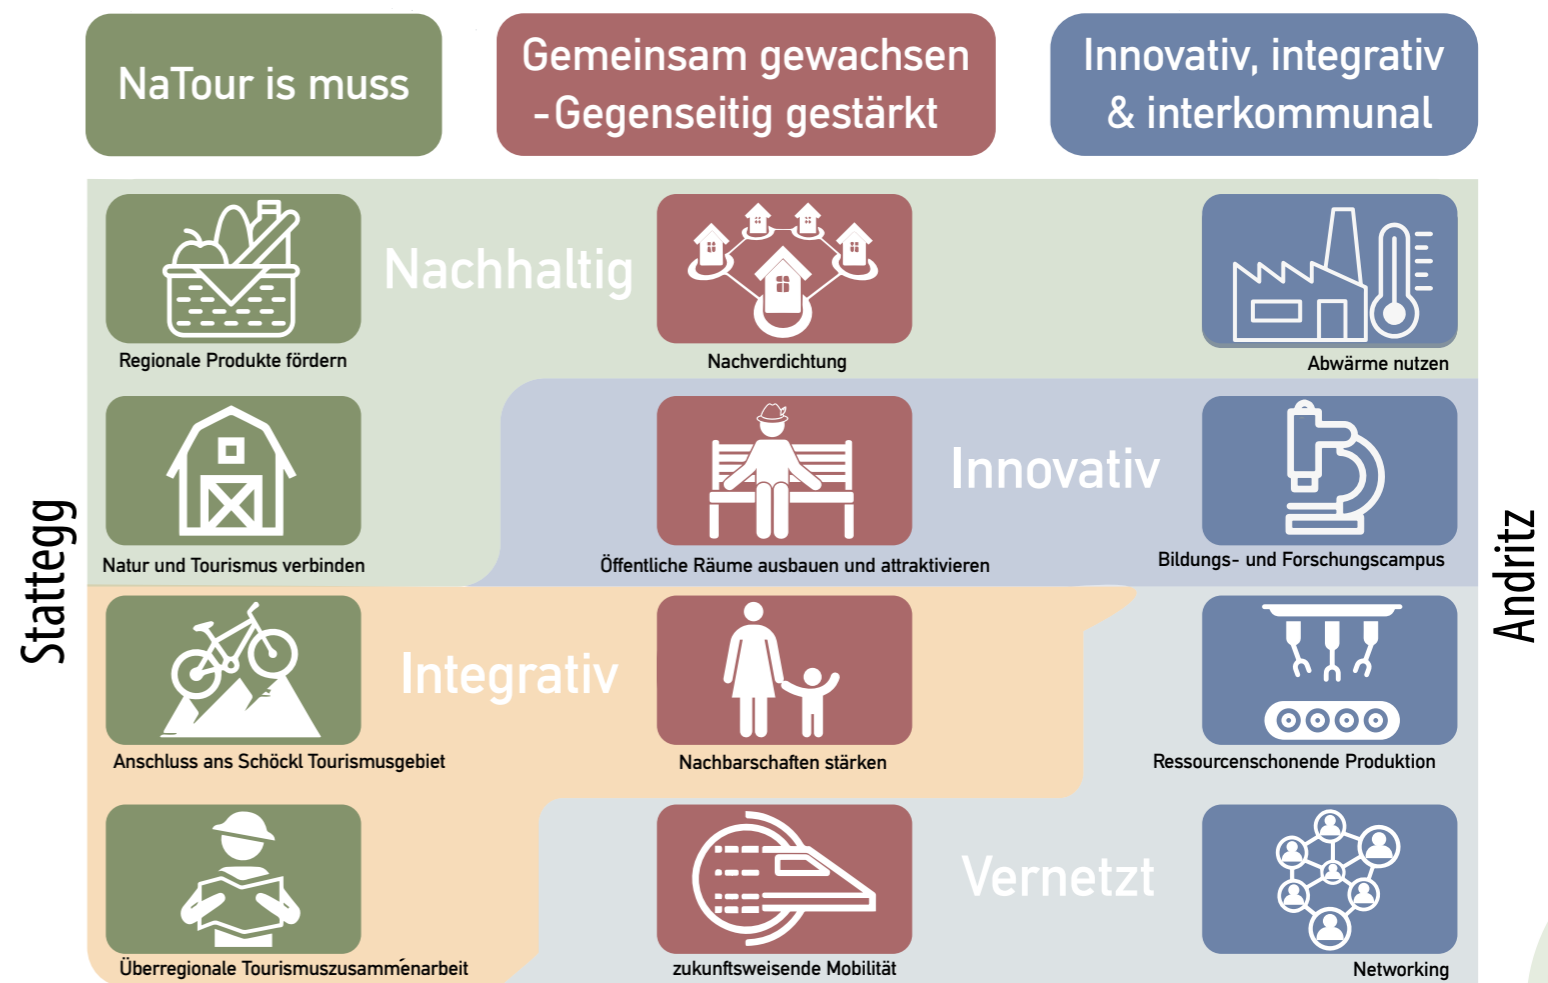 NaTour is muss
Gemeinsam gewachsen
-Gegenseitig gestärkt
Innovativ, integrativ
& interkommunal
Nachhaltig
Regionale Produkte fördern
Nachverdichtung
Abwärme nutzen
Innovativ
Natur und Tourismus verbinden
Öffentliche Räume ausbauen und attraktivieren
Bildungs- und Forschungscampus
Stattegg
Andritz
Integrativ
Anschluss ans Schöckl Tourismusgebiet
Nachbarschaften stärken
Ressourcenschonende Produktion
Vernetzt
Überregionale Tourismuszusammenarbeit
zukunftsweisende Mobilität
Networking